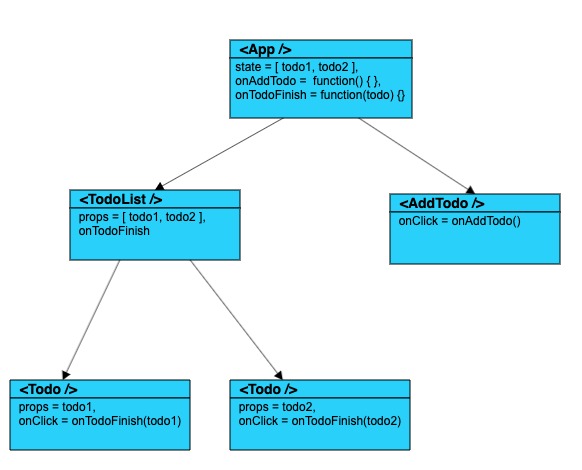 <App />
state = [ todo1, todo2 ],
onAddTodo = function() { },
onTodoFinish = function(todo) {}
<TodoList />
props = [ todo1, todo2 ],
onTodoFinish
<AddTodo />
onClick = onAddTodo()
<Todo />
props = todo1,
onClick = onTodoFinish(todo1)
<Todo />
props = todo2,
onClick = onTodoFinish(todo2)